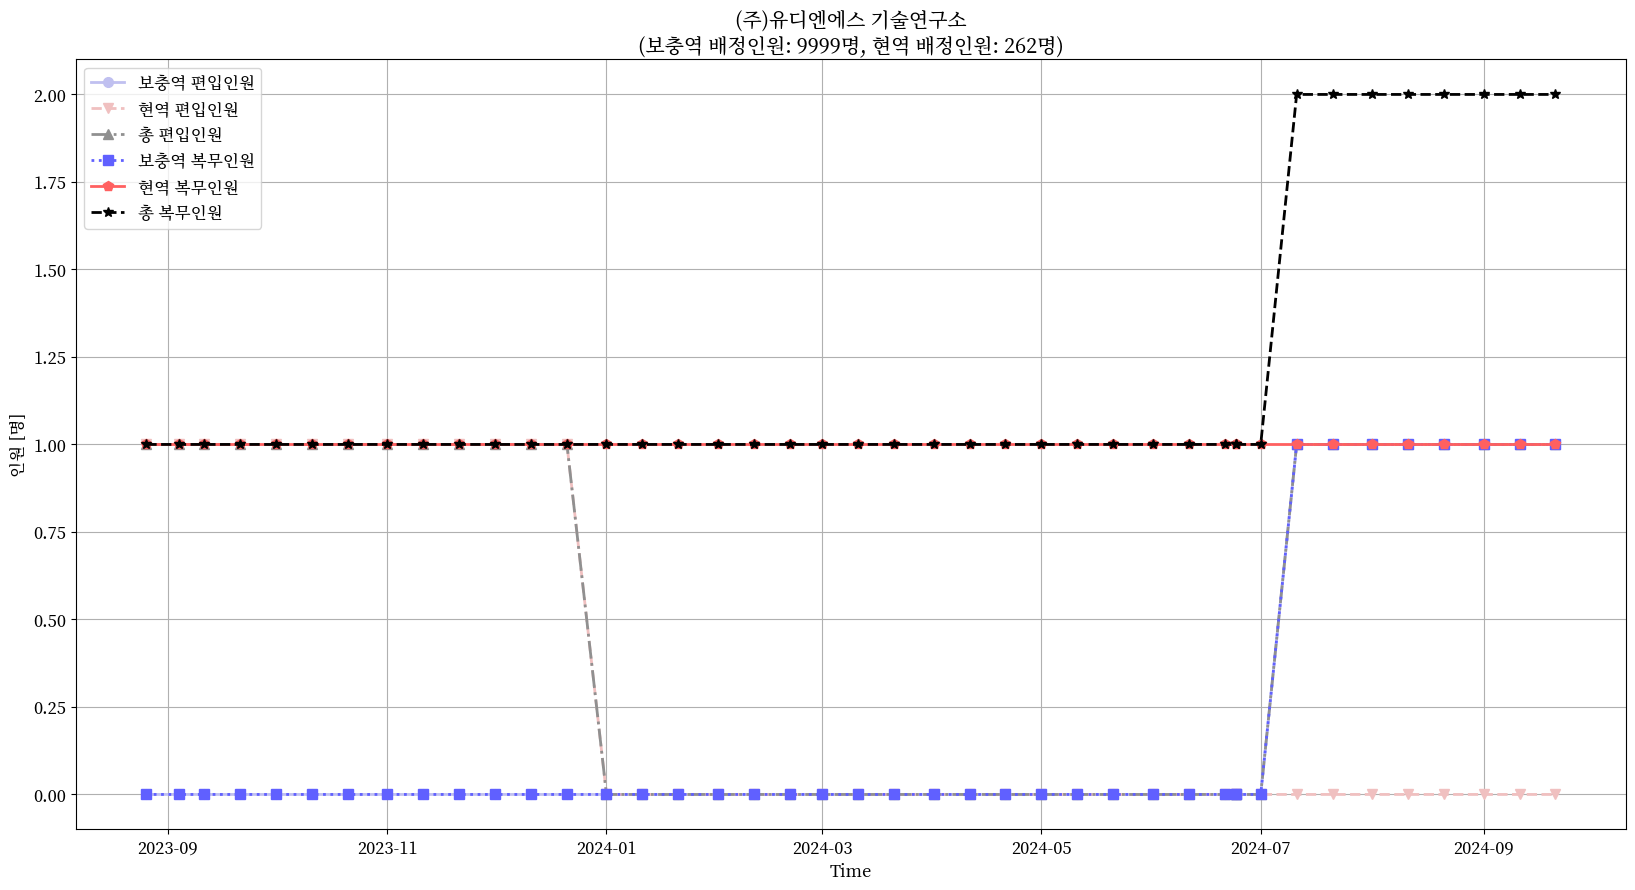 (주)유디엔에스 기술연구소
(보충역 배정인원: 9999명, 현역 배정인원: 262명)
보충역 편입인원
현역 편입인원
총 편입인원
보충역 복무인원
현역 복무인원
총 복무인원
2.00
1.75
1.50
1.25
1.00
0.75
0.50
0.25
0.00
인원 [명]
2023-09 2023-11 2024-01 2024-03 2024-05 2024-07 2024-09
Time